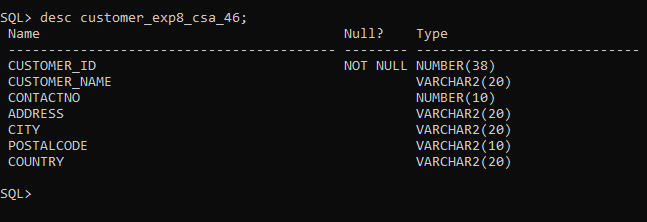 SQL> desc customer_exp8_csa_46;
 Name                                      Null?    Type
 ----------------------------------------- -------- ----------------------------
 CUSTOMER_ID                               NOT NULL NUMBER(38)
 CUSTOMER_NAME                                      VARCHAR2(20)
 CONTACTNO                                          NUMBER(10)
 ADDRESS                                            VARCHAR2(20)
 CITY                                               VARCHAR2(20)
 POSTALCODE                                         VARCHAR2(10)
 COUNTRY                                            VARCHAR2(20)
SQL>